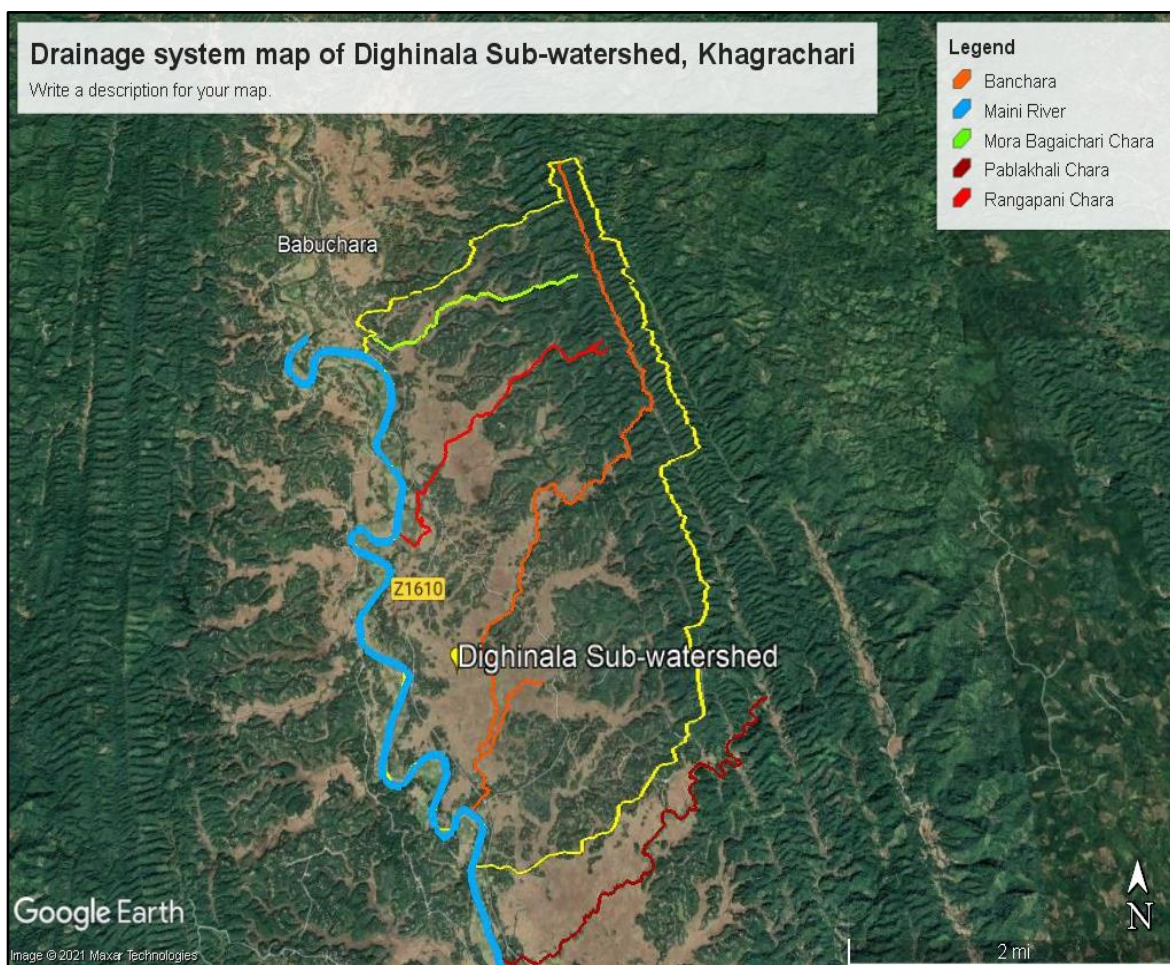 Drainage system map of Dighinala Sub-watershed, Khagrachari
Write a description for your map.
Legend
Banchara
Maini River
Mora Bagaichari Chara
Pablakhali Chara
Rangapani Chara
Babuchara
Z1610
Dighinala Sub-watershed
Google Earth
N
Image © 2021 Maxar Technologies
2 mi